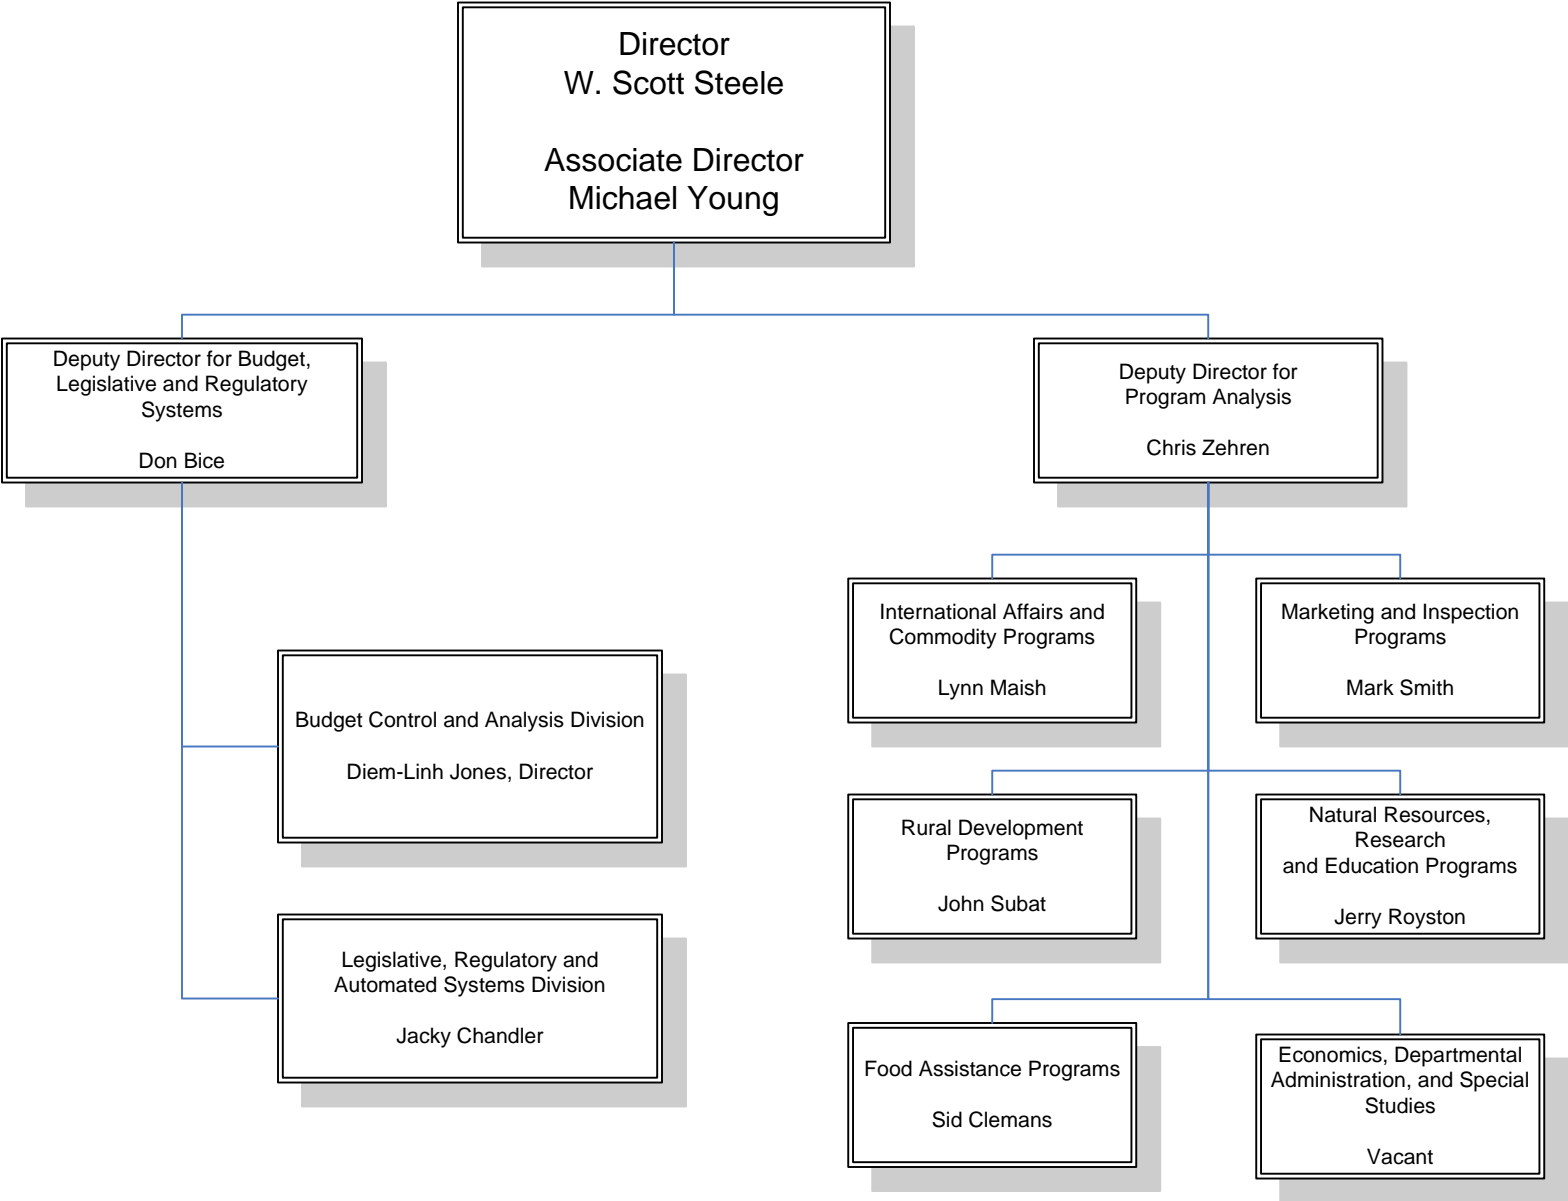 Director
W. Scott Steele
Associate Director
Michael Young
Deputy Director for Budget,
Legislative and Regulatory
Systems
Don Bice
Deputy Director for
Program Analysis
Chris Zehren
International Affairs and
Commodity Programs
Lynn Maish
Marketing and Inspection
Programs
Mark Smith
Budget Control and Analysis Division
Diem-Linh Jones, Director
Rural Development
Programs
John Subat
Natural Resources,
Research
and Education Programs
Jerry Royston
Legislative, Regulatory and
Automated Systems Division
Jacky Chandler
Food Assistance Programs
Sid Clemans
Economics, Departmental
Administration, and Special
Studies
Vacant